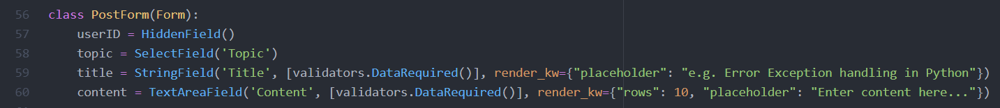 56 class PostForm(Form):
57     userID = HiddenField()
58     topic = SelectField('Topic')
59     title = StringField('Title', [validators.DataRequired()], render_kw={"placeholder": "e.g. Error Exception handling in Python"})
60     content = TextAreaField('Content', [validators.DataRequired()], render_kw={"rows": 10, "placeholder": "Enter content here..."})